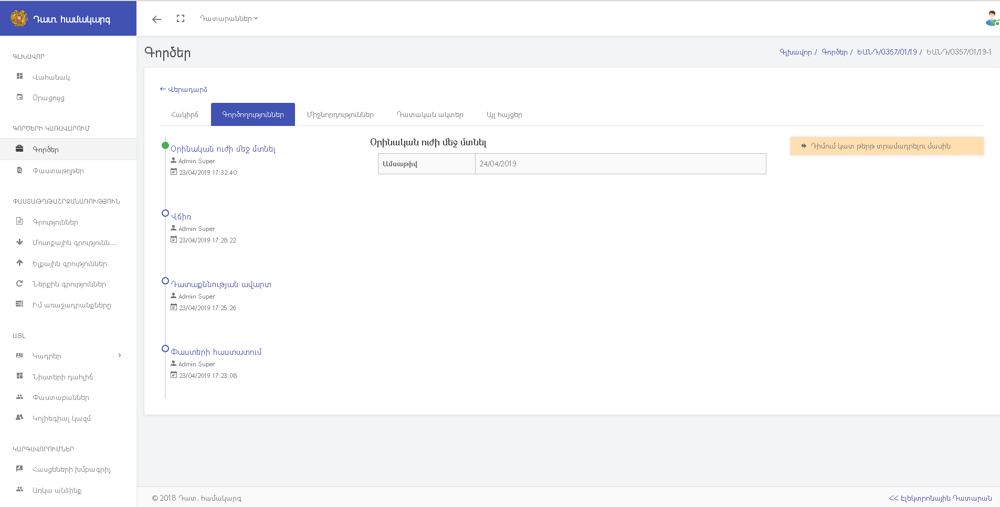 Դատ. համակարգ
Դատարաններ
ԳԼԽԱՎՈՐ
Վահանակ
Օրացույց
ԳՈՐԾԵՐԻ ԿԱՌԱՎԱՐՈՒՄ
Գործեր
Փաստաթղթեր
ՓԱՍՏԱԹՂԹԱՇՐՋԱՆԱՌՈՒԹՅՈՒՆ
Գրություններ
Մուտքային գրությունն...
Ելքային գրություններ
Ներքին գրություններ
Իմ առաջադրանքները
ԱՅԼ
Կադրեր
Նիստերի դահլիճ
Փաստաբաններ
Կոլիեգիալ կազմ
ԿԱՐԳԱՎՈՐՈՒՄՆԵՐ
Հասցեների խմբագրիչ
Առկա անձինք
Գործեր
Գլխավոր / Գործեր / ԵԱՆԴ/0357/01/19 / ԵԱՆԴ/0357/01/19-1
← Վերադարձ
Հակիրճ Գործողություններ Միջնորդություններ Դատական ակտեր Այլ հայցեր
Օրինական ուժի մեջ մտնել
Admin Super
23/04/2019 17:32:40
Վճիռ
Admin Super
23/04/2019 17:28:22
Դատաքննության ավարտ
Admin Super
23/04/2019 17:25:26
Փաստերի հաստատում
Admin Super
23/04/2019 17:23:08
Օրինական ուժի մեջ մտնել
Ամսաթիվ 24/04/2019
Դիմում կատ թերթ տրամադրելու մասին
© 2018 Դատ. համակարգ
ՀՀ Էլեկտրոնային Դատարան